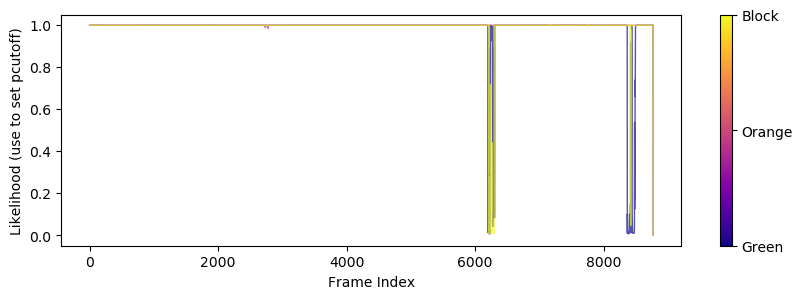 Likelihood (use to set pcutoff)
1.0
0.8
0.6
0.4
0.2
0.0
0
2000
4000
6000
8000
Frame Index
Block
Orange
Green